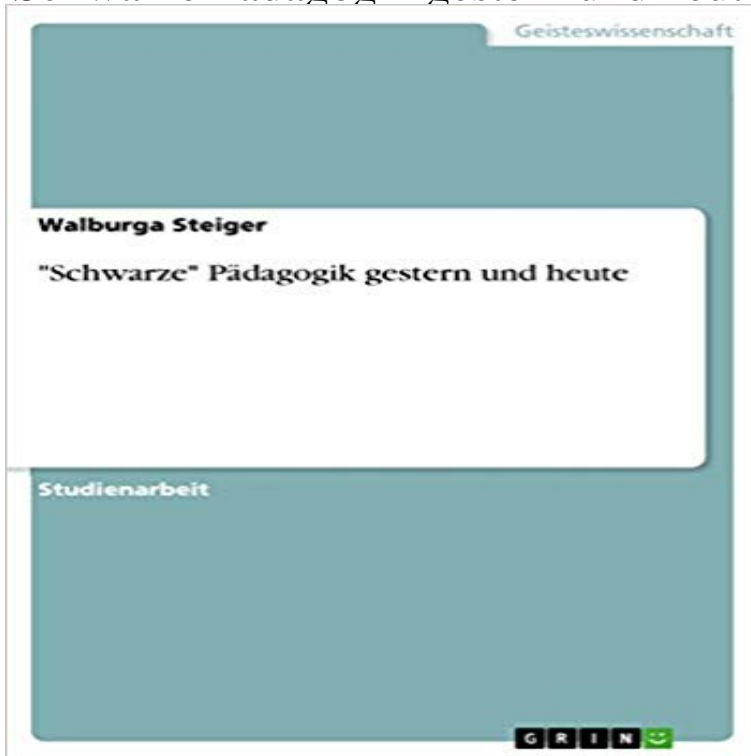 Geisteswissenschaft
Walburga Steiger
"Schwarze" Pädagogik gestern und heute
Studienarbeit
GRIN